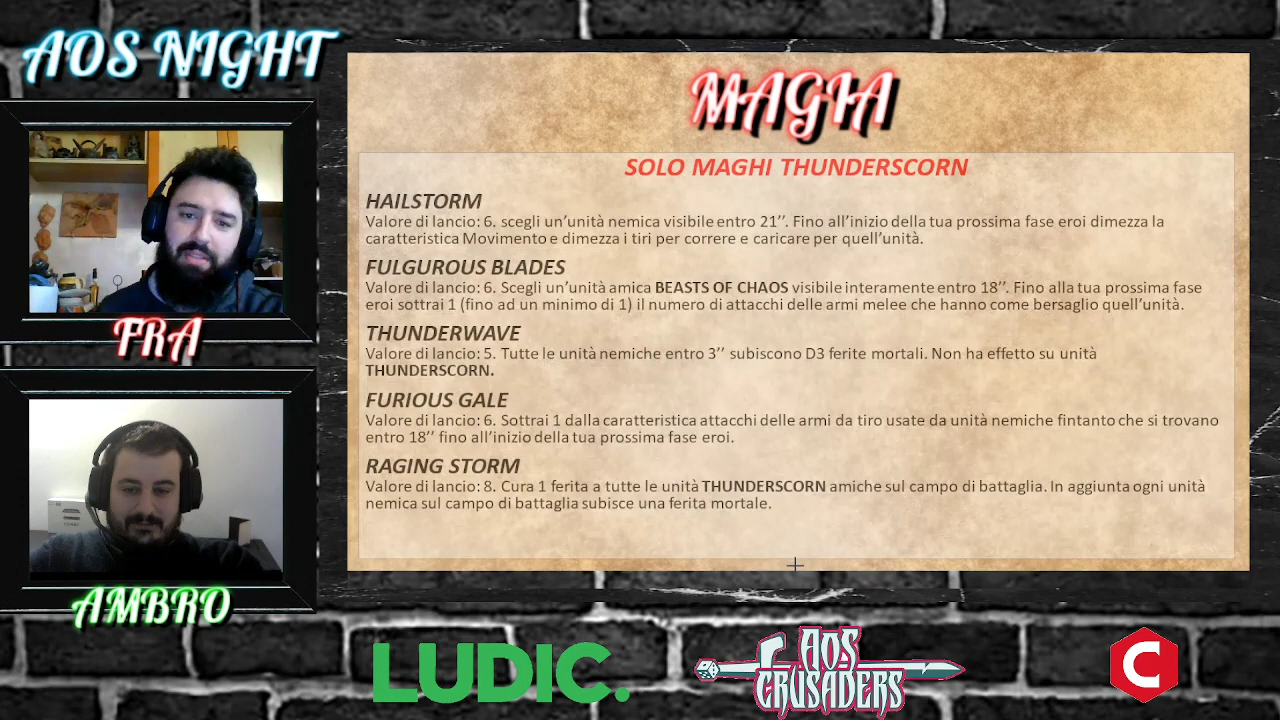 AOS NIGHT
MAGIA
SOLO MAGHI THUNDERSCORN
HAILSTORM
Valore di lancio: 6. scegli un'unità nemica visibile entro 21’’. Fino all'inizio della tua prossima fase eroi dimezza la
caratteristica Movimento e dimezza i tiri per correre e caricare per quell'unità.
FULGUROUS BLADES
Valore di lancio: 6. Scegli un'unità amica BEASTS OF CHAOS visibile interamente entro 18’’. Fino alla tua prossima fase
eroi sottrai 1 (fino ad un minimo di 1) il numero di attacchi delle armi melee che hanno come bersaglio quell'unità.
THUNDERWAVE
Valore di lancio: 5. Tutte le unità nemiche entro 3’’ subiscono D3 ferite mortali. Non ha effetto su unità
THUNDERSCORN.
FURIOUS GALE
Valore di lancio: 6. Sottrai 1 dalla caratteristica attacchi delle armi da tiro usate da unità nemiche fintanto che si trovano
entro 18’’ fino all'inizio della tua prossima fase eroi.
RAGING STORM
Valore di lancio: 8. Cura 1 ferita a tutte le unità THUNDERSCORN amiche sul campo di battaglia. In aggiunta ogni unità
nemica sul campo di battaglia subisce una ferita mortale.
FRA
AMBRO
LUDIC.
AOS
CRUSADERS
C